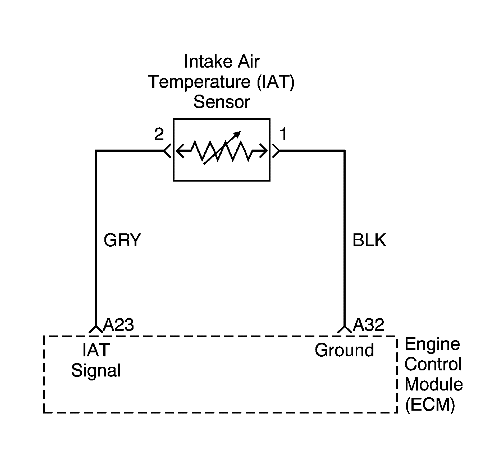 Intake Air
Temperature (IAT)
Sensor
2
1
GRY
BLK
A23
A32
IAT
Signal
Ground
Engine
Control
Module
(ECM)